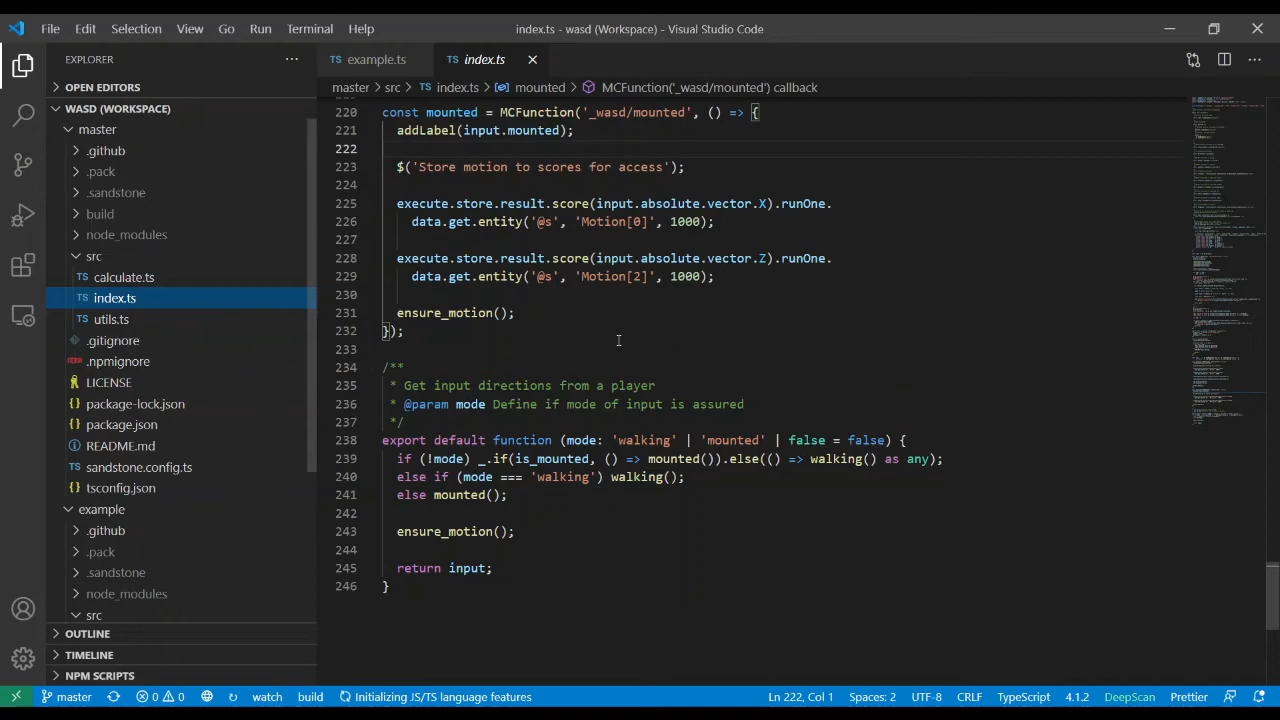 File Edit Selection View Go Run Terminal Help index.ts - wasd (Workspace) - Visual Studio Code
EXPLORER
OPEN EDITORS
WASD (WORKSPACE)
master
.github
.pack
.sandstone
build
node_modules
src
calculate.ts
index.ts
utils.ts
.gitignore
.npmignore
LICENSE
package-lock.json
package.json
README.md
sandstone.config.ts
tsconfig.json
example
.github
.pack
.sandstone
node_modules
src
OUTLINE
TIMELINE
NPM SCRIPTS
TS example.ts TS index.ts
master > src > TS index.ts > mounted > MCFunction('_wasd/mounted') callback
220 const mounted = MCFunction('_wasd/mounted', () => {
221 addLabel(input.mounted);
222
223 $('Store motion to scores for access');
224
225 execute.store.result.score(input.absolute.vector.X).runOne.
226 data.get.entity('@s', 'Motion[0]', 1000);
227
228 execute.store.result.score(input.absolute.vector.Z).runOne.
229 data.get.entity('@s', 'Motion[2]', 1000);
230
231 ensure_motion();
232 });
233
234 /**
235 * Get input directions from a player
236 * @param mode Choose if mode of input is assured
237 */
238 export default function (mode: 'walking' | 'mounted' | false = false) {
239 if (!mode) _.if(is_mounted, () => mounted()).else(() => walking() as any);
240 else if (mode === 'walking') walking();
241 else mounted();
242
243 ensure_motion();
244
245 return input;
246 }
master 0 0 watch build Initializing JS/TS language features Ln 222, Col 1 Spaces: 2 UTF-8 CRLF TypeScript 4.1.2 DeepScan Prettier